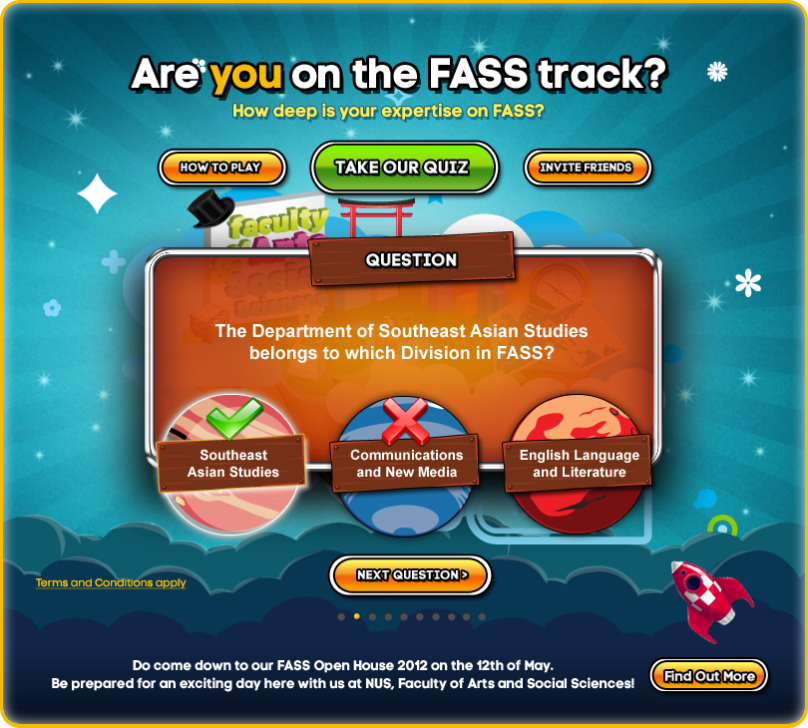 Are you on the FASS track?
How deep is your expertise on FASS?
HOW TO PLAY
TAKE OUR QUIZ
INVITE FRIENDS
faculty
of Arts
QUESTION
The Department of Southeast Asian Studies
belongs to which Division in FASS?
Southeast
Asian Studies
Communications
and New Media
English Language
and Literature
NEXT QUESTION >
Terms and Conditions apply
Do come down to our FASS Open House 2012 on the 12th of May.
Be prepared for an exciting day here with us at NUS, Faculty of Arts and Social Sciences!
Find Out More